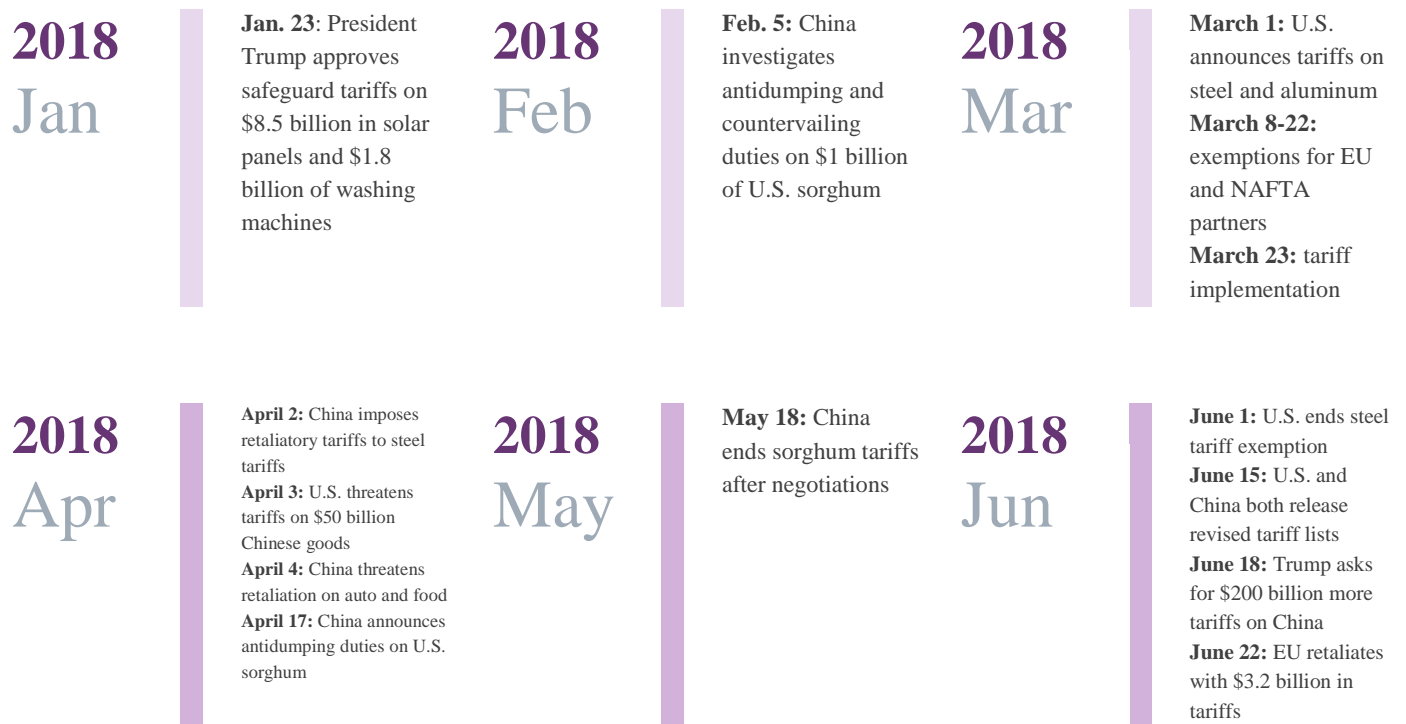 2018
Jan
Jan. 23: President
Trump approves
safeguard tariffs on
$8.5 billion in solar
panels and $1.8
billion of washing
machines
2018
Feb
Feb. 5: China
investigates
antidumping and
countervailing
duties on $1 billion
of U.S. sorghum
2018
Mar
March 1: U.S.
announces tariffs on
steel and aluminum
March 8-22:
exemptions for EU
and NAFTA
partners
March 23: tariff
implementation
2018
Apr
April 2: China imposes
retaliatory tariffs to steel
tariffs
April 3: U.S. threatens
tariffs on $50 billion
Chinese goods
April 4: China threatens
retaliation on auto and food
April 17: China announces
antidumping duties on U.S.
sorghum
2018
May
May 18: China
ends sorghum tariffs
after negotiations
2018
Jun
June 1: U.S. ends steel
tariff exemption
June 15: U.S. and
China both release
revised tariff lists
June 18: Trump asks
for $200 billion more
tariffs on China
June 22: EU retaliates
with $3.2 billion in
tariffs